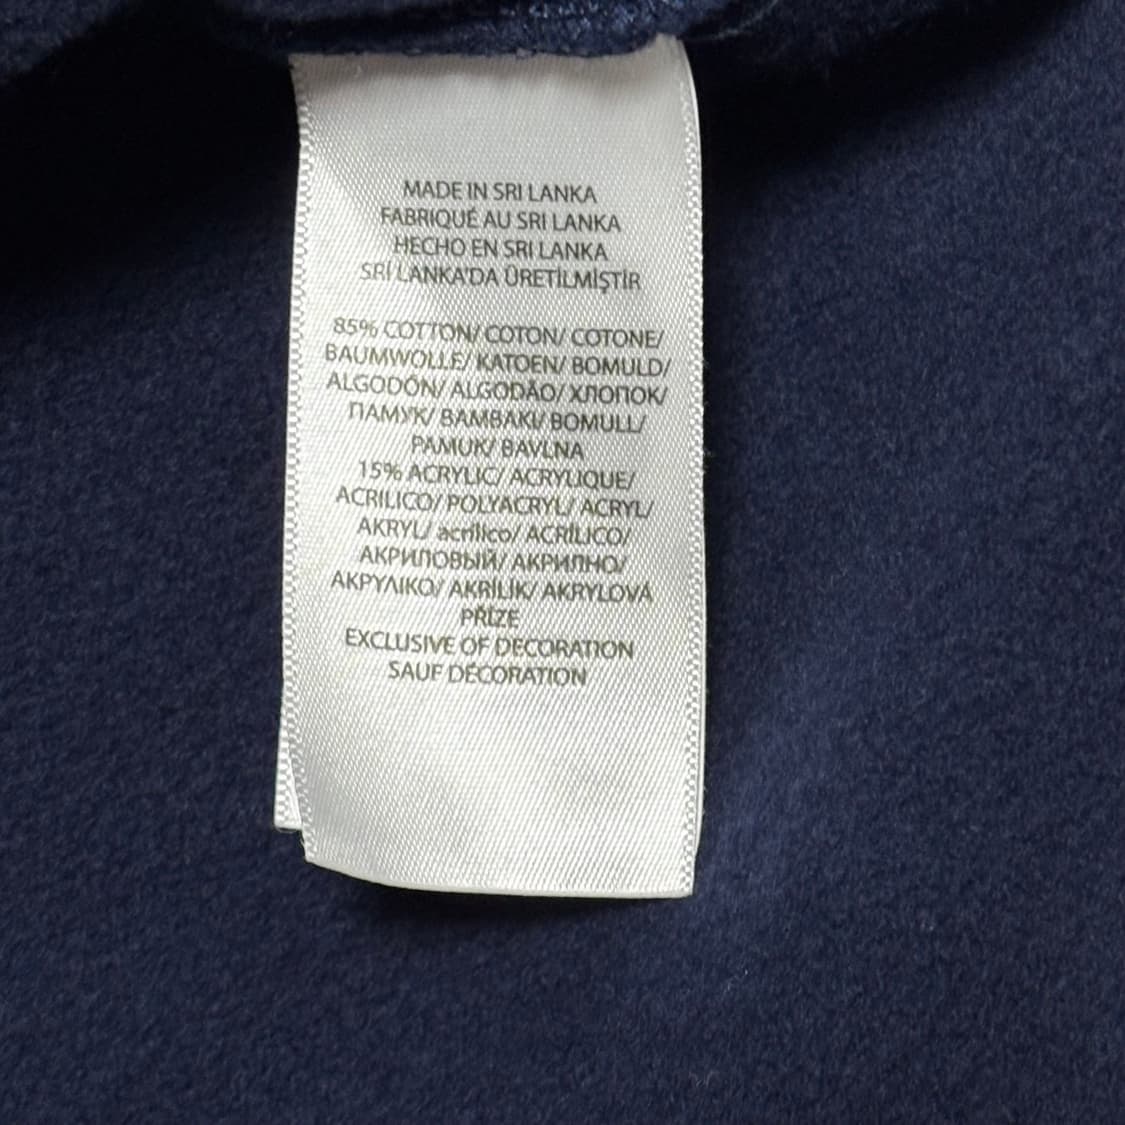 MADE IN SRI LANKA
FABRIQUÉ AU SRI LANKA
HECHO EN SRI LANKA
SRİ LANKA'DA ÜRETİLMİŞTİR
85% COTTON/ COTON/ COTONE/
BAUMWOLLE/ KATOEN/ BOMULD/
ALGODÓN/ ALGODÃO/ ХЛОПОК/
ПАМУК/ BAMBAKI/ BOMULL/
PAMUK/ BAVLNA
15% ACRYLIC/ ACRYLIQUE/
ACRILICO/ POLYACRYL/ ACRYL/
AKRYL/ acrílico/ ACRÍLICO/
АКРИЛОВЫЙ/ АКРИЛНО/
ΑΚΡΥΛΙΚΟ/ AKRİLİK/ AKRYLOVÁ
PŘÍZE
EXCLUSIVE OF DECORATION
SAUF DÉCORATION